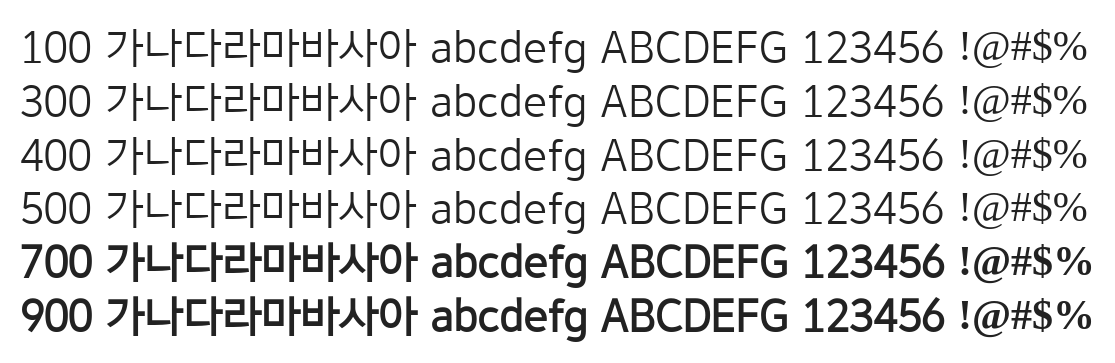 100 가나다라마바사아 abcdefg ABCDEFG 123456 !@#$%
300 가나다라마바사아 abcdefg ABCDEFG 123456 !@#$%
400 가나다라마바사아 abcdefg ABCDEFG 123456 !@#$%
500 가나다라마바사아 abcdefg ABCDEFG 123456 !@#$%
700 가나다라마바사아 abcdefg ABCDEFG 123456 !@#$%
900 가나다라마바사아 abcdefg ABCDEFG 123456 !@#$%